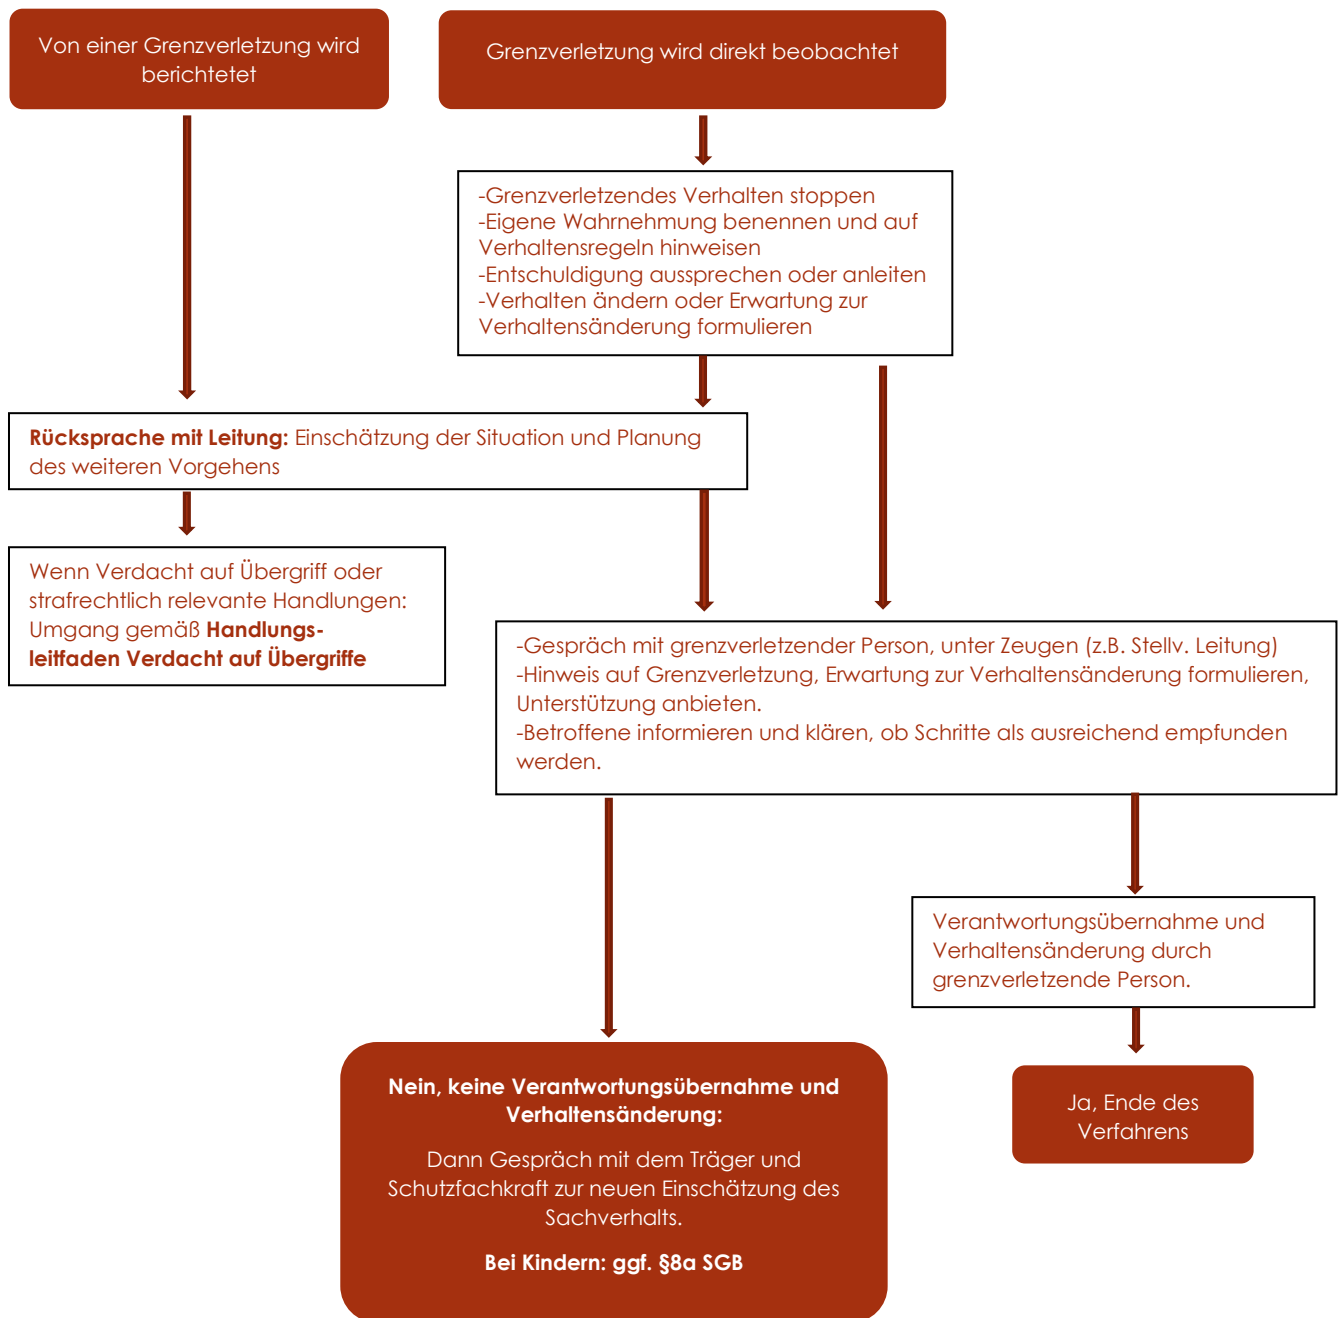 Von einer Grenzverletzung wird
berichtetet
Grenzverletzung wird direkt beobachtet
-Grenzverletzendes Verhalten stoppen
-Eigene Wahrnehmung benennen und auf
Verhaltensregeln hinweisen
-Entschuldigung aussprechen oder anleiten
-Verhalten ändern oder Erwartung zur
Verhaltensänderung formulieren
Rücksprache mit Leitung: Einschätzung der Situation und Planung
des weiteren Vorgehens
Wenn Verdacht auf Übergriff oder
strafrechtlich relevante Handlungen:
Umgang gemäß Handlungs-
leitfaden Verdacht auf Übergriffe
-Gespräch mit grenzverletzender Person, unter Zeugen (z.B. Stellv. Leitung)
-Hinweis auf Grenzverletzung, Erwartung zur Verhaltensänderung formulieren,
Unterstützung anbieten.
-Betroffene informieren und klären, ob Schritte als ausreichend empfunden
werden.
Verantwortungsübernahme und
Verhaltensänderung durch
grenzverletzende Person.
Nein, keine Verantwortungsübernahme und
Verhaltensänderung:
Dann Gespräch mit dem Träger und
Schutzfachkraft zur neuen Einschätzung des
Sachverhalts.
Bei Kindern: ggf. §8a SGB
Ja, Ende des
Verfahrens